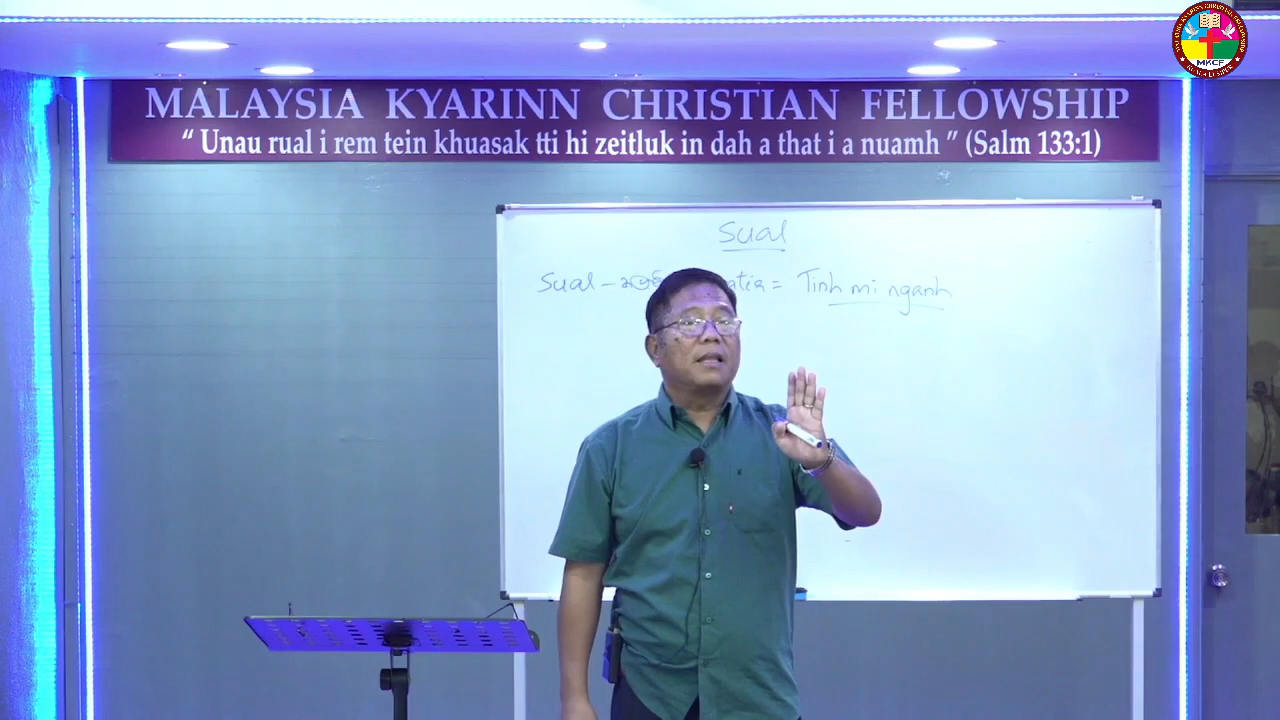 MALAYSIA KYARINN CHRISTIAN FELLOWSHIP
“ Unau rual i rem tein khuasak tti hi zeitluk in dah a that i a nuamh ” (Salm 133:1)
MKCF
Sual
Sual – = Tinh mi nganh